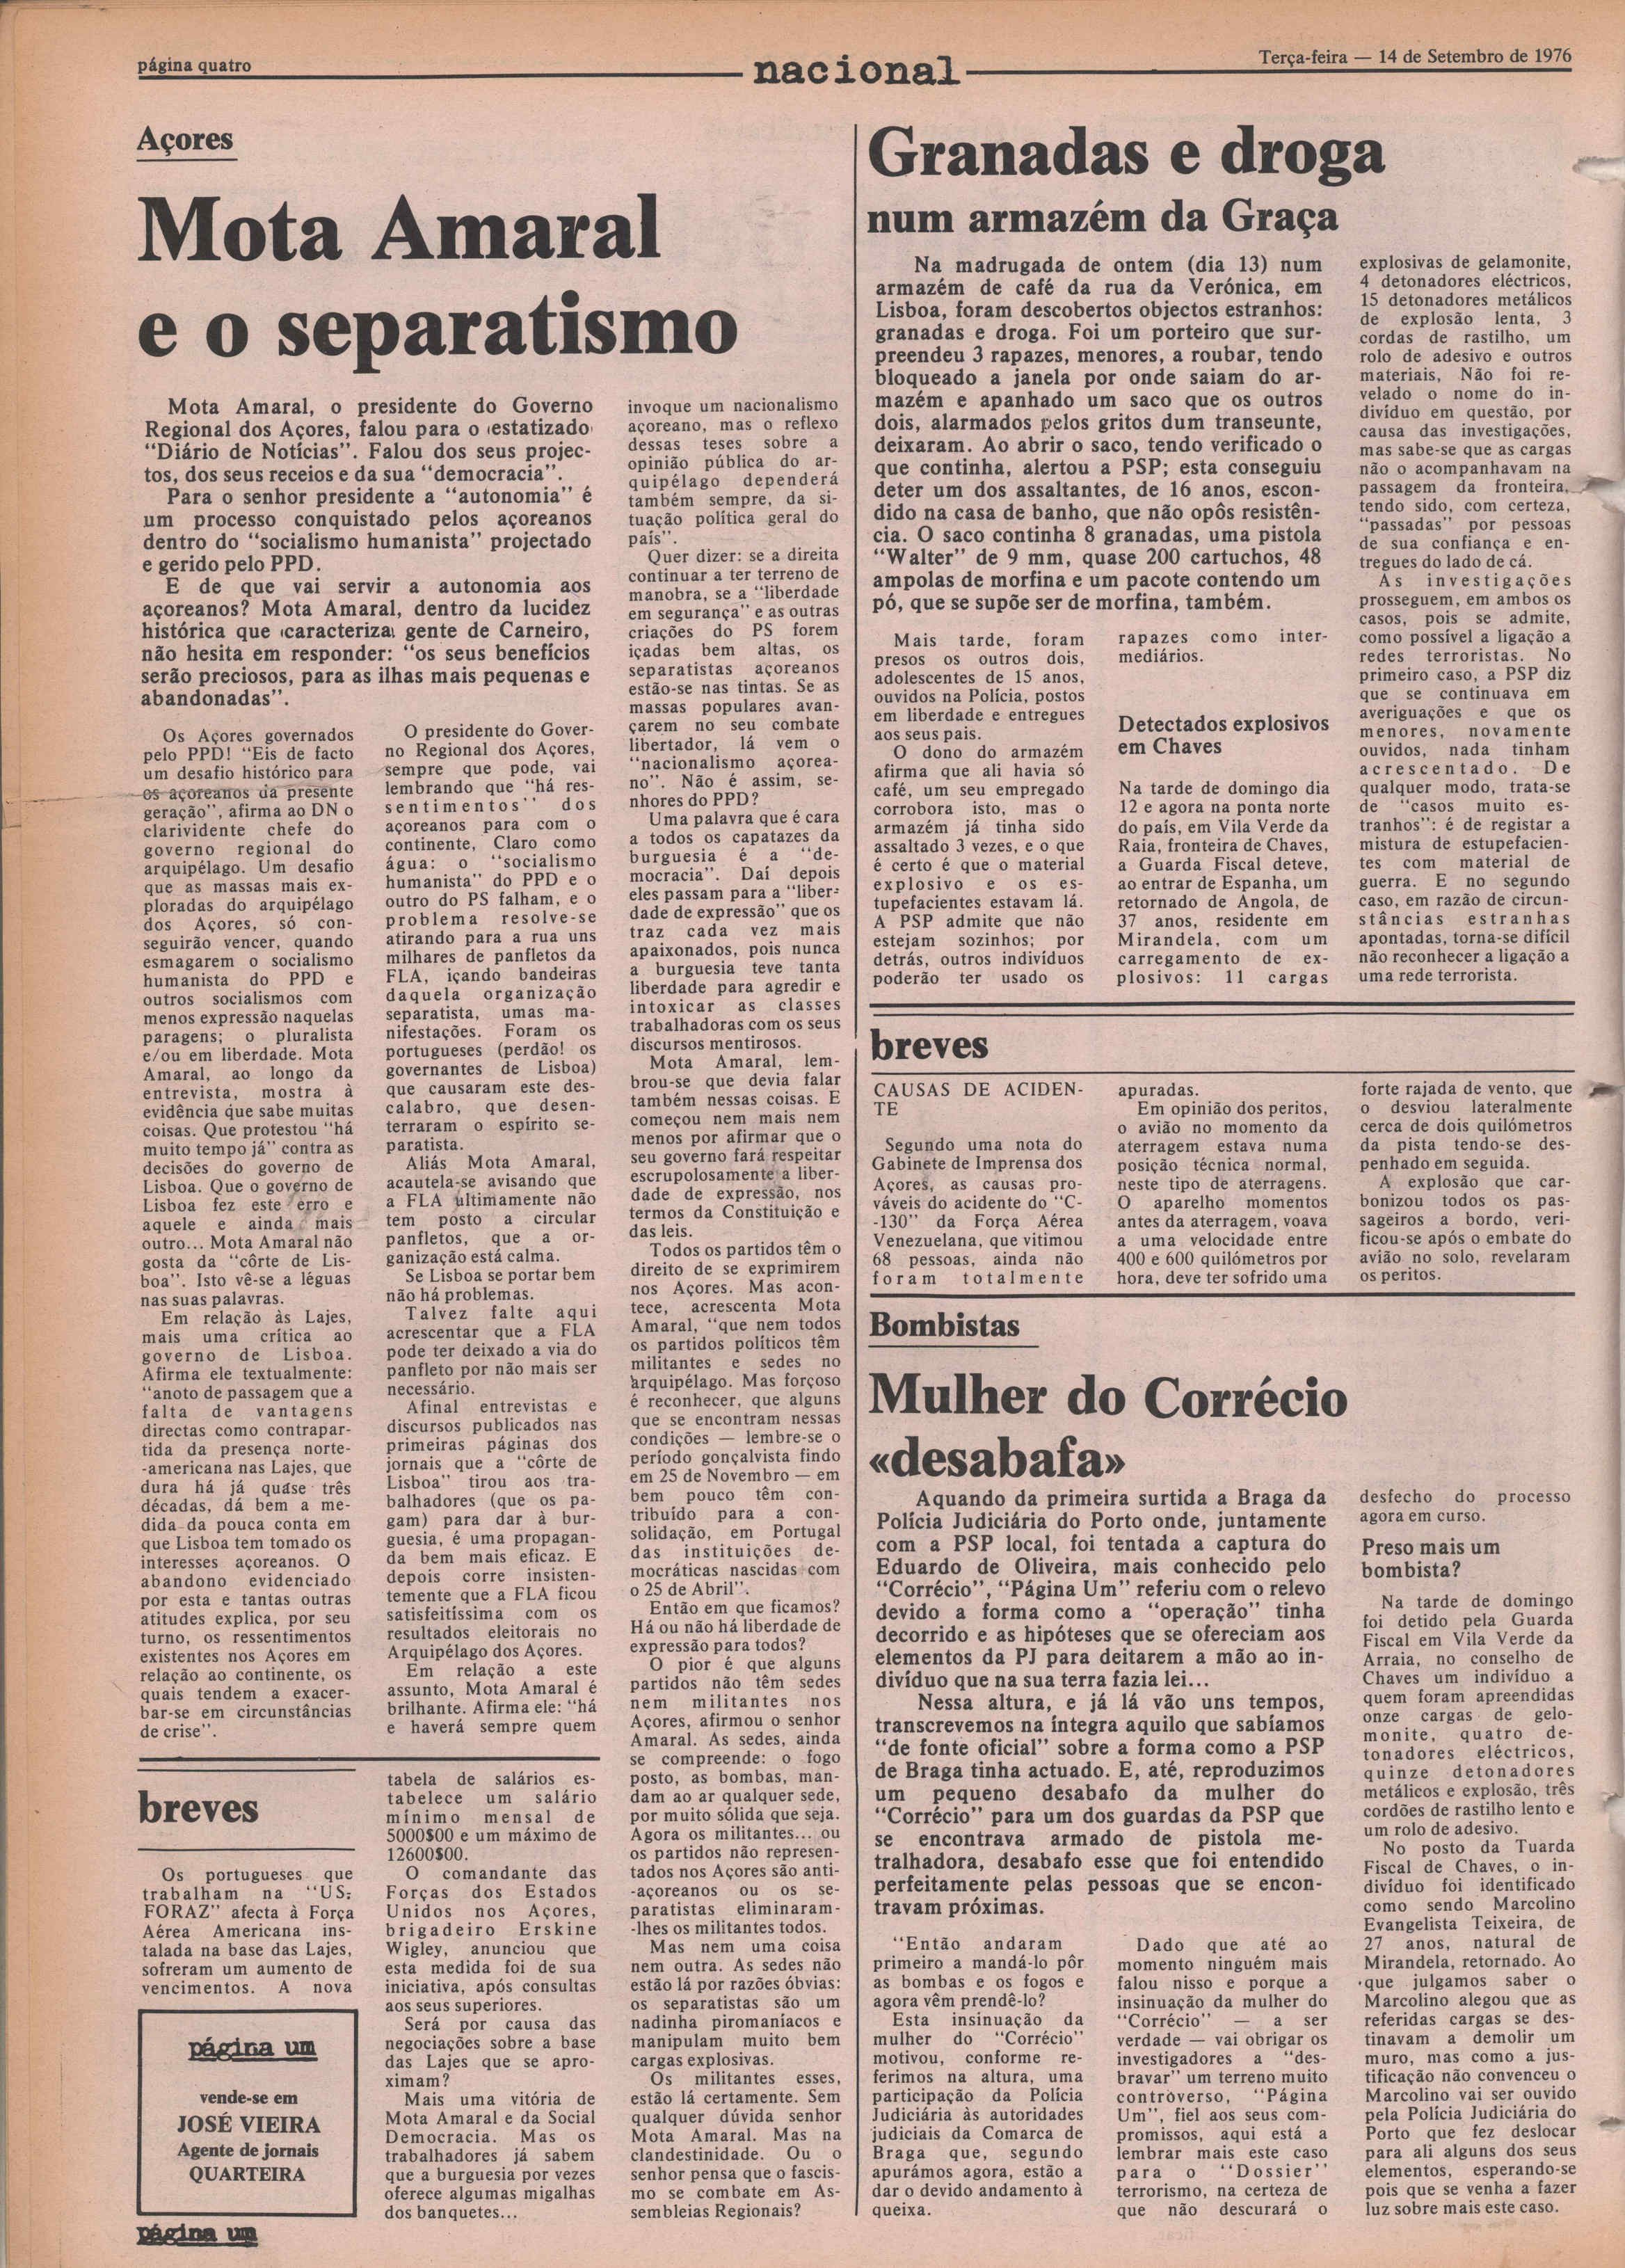 página quatro
nacional
Terça-feira — 14 de Setembro de 1976
Açores
Mota Amaral
e o separatismo
Mota Amaral, o presidente do Governo
Regional dos Açores, falou para o estatizado
“Diário de Notícias”. Falou dos seus projec-
tos, dos seus receios e da sua “democracia”.
Para o senhor presidente a “autonomia” é
um processo conquistado pelos açoreanos
dentro do “socialismo humanista” projectado
e gerido pelo PPD.
E de que vai servir a autonomia aos
açoreanos? Mota Amaral, dentro da lucidez
histórica que caracteriza gente de Carneiro,
não hesita em responder: “os seus benefícios
serão preciosos, para as ilhas mais pequenas e
abandonadas”.
Os Açores governados
pelo PPD! “Eis de facto
um desafio histórico para
os açoreanos da presente
geração”, afirma ao DN o
clarividente chefe do
governo regional do
arquipélago. Um desafio
que as massas mais ex-
ploradas do arquipélago
dos Açores, só con-
seguirão vencer, quando
esmagarem o socialismo
humanista do PPD e
outros socialismos com
menos expressão naquelas
paragens; o pluralista
e/ou em liberdade. Mota
Amaral, ao longo da
entrevista, mostra à
evidência que sabe muitas
coisas. Que protestou “há
muito tempo já” contra as
decisões do governo de
Lisboa. Que o governo de
Lisboa fez este erro e
aquele e ainda mais
outro... Mota Amaral não
gosta da “côrte de Lis-
boa”. Isto vê-se a léguas
nas suas palavras.
Em relação às Lajes,
mais uma crítica ao
governo de Lisboa.
Afirma ele textualmente:
“anoto de passagem que a
falta de vantagens
directas como contrapar-
tida da presença norte-
-americana nas Lajes, que
dura há já quase três
décadas, dá bem a me-
dida da pouca conta em
que Lisboa tem tomado os
interesses açoreanos. O
abandono evidenciado
por esta e tantas outras
atitudes explica, por seu
turno, os ressentimentos
existentes nos Açores em
relação ao continente, os
quais tendem a exacer-
bar-se em circunstâncias
de crise”.
O presidente do Gover-
no Regional dos Açores,
sempre que pode, vai
lembrando que “há res-
sentimentos” dos
açoreanos para com o
continente, Claro como
água: o “socialismo
humanista” do PPD e o
outro do PS falham, e o
problema resolve-se
atirando para a rua uns
milhares de panfletos da
FLA, içando bandeiras
daquela organização
separatista, umas ma-
nifestações. Foram os
portugueses (perdão! os
governantes de Lisboa)
que causaram este des-
calabro, que desen-
terraram o espírito se-
paratista.
Aliás Mota Amaral,
acautela-se avisando que
a FLA ultimamente não
tem posto a circular
panfletos, que a or-
ganização está calma.
Se Lisboa se portar bem
não há problemas.
Talvez falte aqui
acrescentar que a FLA
pode ter deixado a via do
panfleto por não mais ser
necessário.
Afinal entrevistas e
discursos publicados nas
primeiras páginas dos
jornais que a “côrte de
Lisboa” tirou aos tra-
balhadores (que os pa-
gam) para dar à bur-
guesia, é uma propagan-
da bem mais eficaz. E
depois corre insisten-
temente que a FLA ficou
satisfeitíssima com os
resultados eleitorais no
Arquipélago dos Açores.
Em relação a este
assunto, Mota Amaral é
brilhante. Afirma ele: “há
e haverá sempre quem
invoque um nacionalismo
açoreano, mas o reflexo
dessas teses sobre a
opinião pública do ar-
quipélago dependerá
também sempre, da si-
tuação política geral do
país”.
Quer dizer: se a direita
continuar a ter terreno de
manobra, se a “liberdade
em segurança” e as outras
criações do PS forem
içadas bem altas, os
separatistas açoreanos
estão-se nas tintas. Se as
massas populares avan-
çarem no seu combate
libertador, lá vem o
“nacionalismo açorea-
no”. Não é assim, se-
nhores do PPD?
Uma palavra que é cara
a todos os capatazes da
burguesia é a “de-
mocracia”. Daí depois
eles passam para a “liber-
dade de expressão” que os
traz cada vez mais
apaixonados, pois nunca
a burguesia teve tanta
liberdade para agredir e
intoxicar as classes
trabalhadoras com os seus
discursos mentirosos.
Mota Amaral, lem-
brou-se que devia falar
também nessas coisas. E
começou nem mais nem
menos por afirmar que o
seu governo fará respeitar
escrupolosamente a liber-
dade de expressão, nos
termos da Constituição e
das leis.
Todos os partidos têm o
direito de se exprimirem
nos Açores. Mas acon-
tece, acrescenta Mota
Amaral, “que nem todos
os partidos políticos têm
militantes e sedes no
arquipélago. Mas forçoso
é reconhecer, que alguns
que se encontram nessas
condições — lembre-se o
período gonçalvista findo
em 25 de Novembro — em
bem pouco têm con-
tribuído para a con-
solidação, em Portugal
das instituições de-
mocráticas nascidas com
o 25 de Abril”.
Então em que ficamos?
Há ou não há liberdade de
expressão para todos?
O pior é que alguns
partidos não têm sedes
nem militantes nos
Açores, afirmou o senhor
Amaral. As sedes, ainda
se compreende: o fogo
posto, as bombas, man-
dam ao ar qualquer sede,
por muito sólida que seja.
Agora os militantes... ou
os partidos não represen-
tados nos Açores são anti-
-açoreanos ou os se-
paratistas eliminaram-
-lhes os militantes todos.
Mas nem uma coisa
nem outra. As sedes não
estão lá por razões óbvias:
os separatistas são um
nadinha piromaníacos e
manipulam muito bem
cargas explosivas.
Os militantes esses,
estão lá certamente. Sem
qualquer dúvida senhor
Mota Amaral. Mas na
clandestinidade. Ou o
senhor pensa que o fascis-
mo se combate em As-
sembleias Regionais?
breves
Os portugueses que
trabalham na “US-
FORAZ” afecta à Força
Aérea Americana ins-
talada na base das Lajes,
sofreram um aumento de
vencimentos. A nova
tabela de salários es-
tabelece um salário
mínimo mensal de
5000$00 e um máximo de
12600$00.
O comandante das
Forças dos Estados
Unidos nos Açores,
brigadeiro Erskine
Wigley, anunciou que
esta medida foi de sua
iniciativa, após consultas
aos seus superiores.
Será por causa das
negociações sobre a base
das Lajes que se apro-
ximam?
Mais uma vitória de
Mota Amaral e da Social
Democracia. Mas os
trabalhadores já sabem
que a burguesia por vezes
oferece algumas migalhas
dos banquetes...
página um
vende-se em
JOSÉ VIEIRA
Agente de jornais
QUARTEIRA
página um
Granadas e droga
num armazém da Graça
Na madrugada de ontem (dia 13) num
armazém de café da rua da Verónica, em
Lisboa, foram descobertos objectos estranhos:
granadas e droga. Foi um porteiro que sur-
preendeu 3 rapazes, menores, a roubar, tendo
bloqueado a janela por onde saiam do ar-
mazém e apanhado um saco que os outros
dois, alarmados pelos gritos dum transeunte,
deixaram. Ao abrir o saco, tendo verificado o
que continha, alertou a PSP; esta conseguiu
deter um dos assaltantes, de 16 anos, escon-
dido na casa de banho, que não opôs resistên-
cia. O saco continha 8 granadas, uma pistola
“Walter” de 9 mm, quase 200 cartuchos, 48
ampolas de morfina e um pacote contendo um
pó, que se supõe ser de morfina, também.
Mais tarde, foram
presos os outros dois,
adolescentes de 15 anos,
ouvidos na Polícia, postos
em liberdade e entregues
aos seus pais.
O dono do armazém
afirma que ali havia só
café, um seu empregado
corrobora isto, mas o
armazém já tinha sido
assaltado 3 vezes, e o que
é certo é que o material
explosivo e os es-
tupefacientes estavam lá.
A PSP admite que não
estejam sozinhos; por
detrás, outros indivíduos
poderão ter usado os
rapazes como inter-
mediários.
Detectados explosivos
em Chaves
Na tarde de domingo dia
12 e agora na ponta norte
do país, em Vila Verde da
Raia, fronteira de Chaves,
a Guarda Fiscal deteve,
ao entrar de Espanha, um
retornado de Angola, de
37 anos, residente em
Mirandela, com um
carregamento de ex-
plosivos: 11 cargas
explosivas de gelamonite,
4 detonadores eléctricos,
15 detonadores metálicos
de explosão lenta, 3
cordas de rastilho, um
rolo de adesivo e outros
materiais, Não foi re-
velado o nome do in-
divíduo em questão, por
causa das investigações,
mas sabe-se que as cargas
não o acompanhavam na
passagem da fronteira,
tendo sido, com certeza,
“passadas” por pessoas
de sua confiança e en-
tregues do lado de cá.
As investigações
prosseguem, em ambos os
casos, pois se admite,
como possível a ligação a
redes terroristas. No
primeiro caso, a PSP diz
que se continuava em
averiguações e que os
menores, novamente
ouvidos, nada tinham
acrescentado. De
qualquer modo, trata-se
de “casos muito es-
tranhos”: é de registar a
mistura de estupefacien-
tes com material de
guerra. E no segundo
caso, em razão de circun-
stâncias estranhas
apontadas, torna-se difícil
não reconhecer a ligação a
uma rede terrorista.
breves
CAUSAS DE ACIDEN-
TE
Segundo uma nota do
Gabinete de Imprensa dos
Açores, as causas pro-
váveis do acidente do “C-
-130” da Força Aérea
Venezuelana, que vitimou
68 pessoas, ainda não
foram totalmente
apuradas.
Em opinião dos peritos,
o avião no momento da
aterragem estava numa
posição técnica normal,
neste tipo de aterragens.
O aparelho momentos
antes da aterragem, voava
a uma velocidade entre
400 e 600 quilómetros por
hora, deve ter sofrido uma
forte rajada de vento, que
o desviou lateralmente
cerca de dois quilómetros
da pista tendo-se des-
penhado em seguida.
A explosão que car-
bonizou todos os pas-
sageiros a bordo, veri-
ficou-se após o embate do
avião no solo, revelaram
os peritos.
Bombistas
Mulher do Corrécio
«desabafa»
Aquando da primeira surtida a Braga da
Polícia Judiciária do Porto onde, juntamente
com a PSP local, foi tentada a captura do
Eduardo de Oliveira, mais conhecido pelo
“Corrécio”, “Página Um” referiu com o relevo
devido a forma como a “operação” tinha
decorrido e as hipóteses que se ofereciam aos
elementos da PJ para deitarem a mão ao in-
divíduo que na sua terra fazia lei...
Nessa altura, e já lá vão uns tempos,
transcrevemos na íntegra aquilo que sabíamos
“de fonte oficial” sobre a forma como a PSP
de Braga tinha actuado. E, até, reproduzimos
um pequeno desabafo da mulher do
“Corrécio” para um dos guardas da PSP que
se encontrava armado de pistola me-
tralhadora, desabafo esse que foi entendido
perfeitamente pelas pessoas que se encon-
travam próximas.
“Então andaram
primeiro a mandá-lo pôr
as bombas e os fogos e
agora vêm prendê-lo?
Esta insinuação da
mulher do “Corrécio”
motivou, conforme re-
ferimos na altura, uma
participação da Polícia
Judiciária às autoridades
judiciais da Comarca de
Braga que, segundo
apurámos agora, estão a
dar o devido andamento à
queixa.
Dado que até ao
momento ninguém mais
falou nisso e porque a
insinuação da mulher do
“Corrécio” — a ser
verdade — vai obrigar os
investigadores a “des-
bravar” um terreno muito
controverso, “Página
Um”, fiel aos seus com-
promissos, aqui está a
lembrar mais este caso
para o “Dossier”
terrorismo, na certeza de
que não descurará o
desfecho do processo
agora em curso.
Preso mais um
bombista?
Na tarde de domingo
foi detido pela Guarda
Fiscal em Vila Verde da
Arraia, no conselho de
Chaves um indivíduo a
quem foram apreendidas
onze cargas de gelo-
monite, quatro de-
tonadores eléctricos,
quinze detonadores
metálicos e explosão, três
cordões de rastilho lento e
um rolo de adesivo.
No posto da Tuarda
Fiscal de Chaves, o in-
divíduo foi identificado
como sendo Marcolino
Evangelista Teixeira, de
27 anos, natural de
Mirandela, retornado. Ao
que julgamos saber o
Marcolino alegou que as
referidas cargas se des-
tinavam a demolir um
muro, mas como a jus-
tificação não convenceu o
Marcolino vai ser ouvido
pela Polícia Judiciária do
Porto que fez deslocar
para ali alguns dos seus
elementos, esperando-se
pois que se venha a fazer
luz sobre mais este caso.